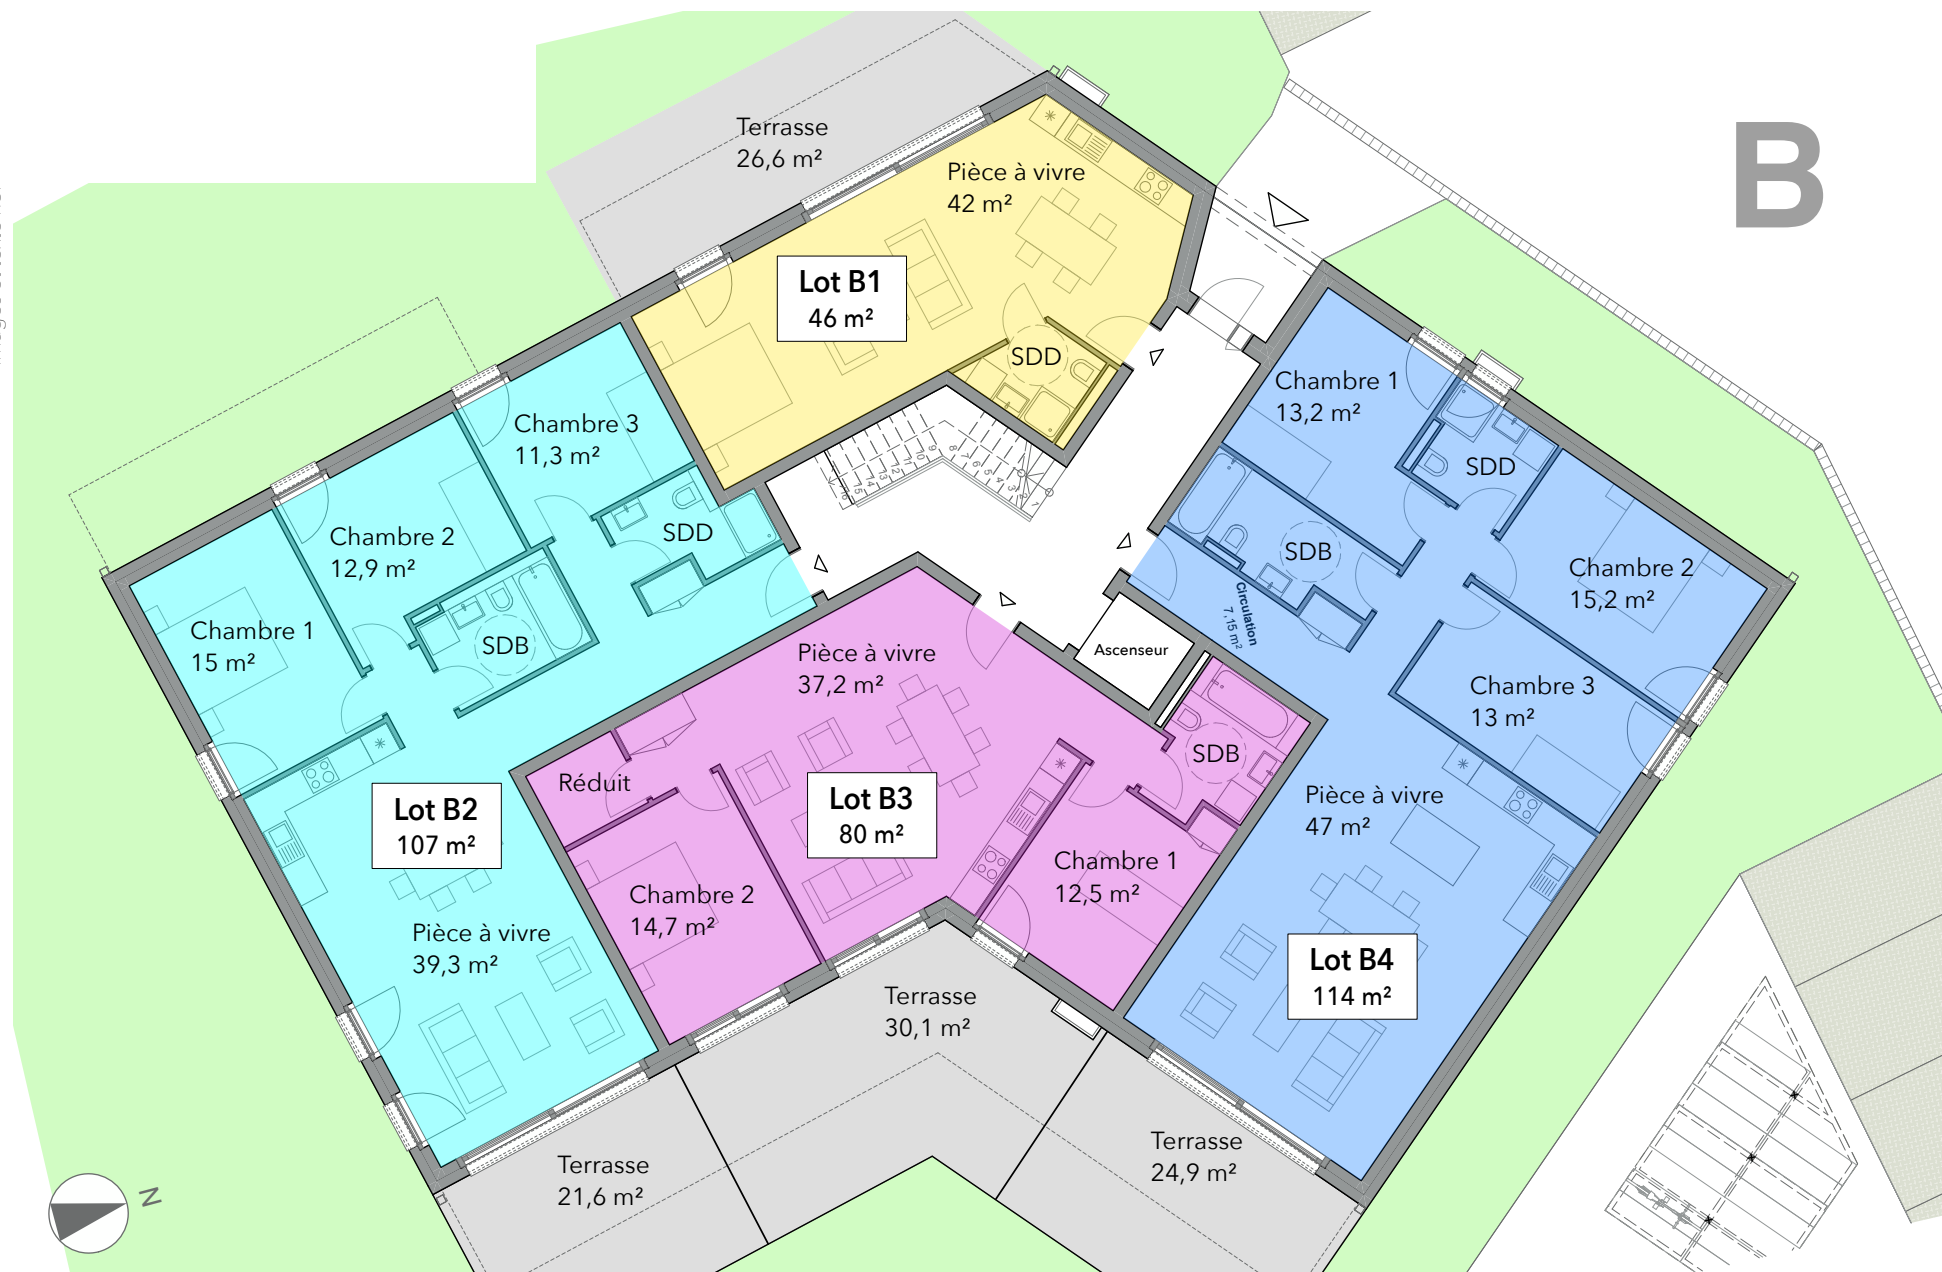 B
Terrasse
26,6 m²
Pièce à vivre
42 m²
Lot B1
46 m²
SDD
Chambre 3
11,3 m²
Chambre 2
12,9 m²
Chambre 1
15 m²
SDD
SDB
Lot B2
107 m²
Pièce à vivre
39,3 m²
Terrasse
21,6 m²
Pièce à vivre
37,2 m²
Réduit
Lot B3
80 m²
Chambre 2
14,7 m²
Chambre 1
12,5 m²
SDB
Ascenseur
Terrasse
30,1 m²
Chambre 1
13,2 m²
SDD
SDB
Circulation
7,15 m²
Chambre 2
15,2 m²
Chambre 3
13 m²
Pièce à vivre
47 m²
Lot B4
114 m²
Terrasse
24,9 m²
N